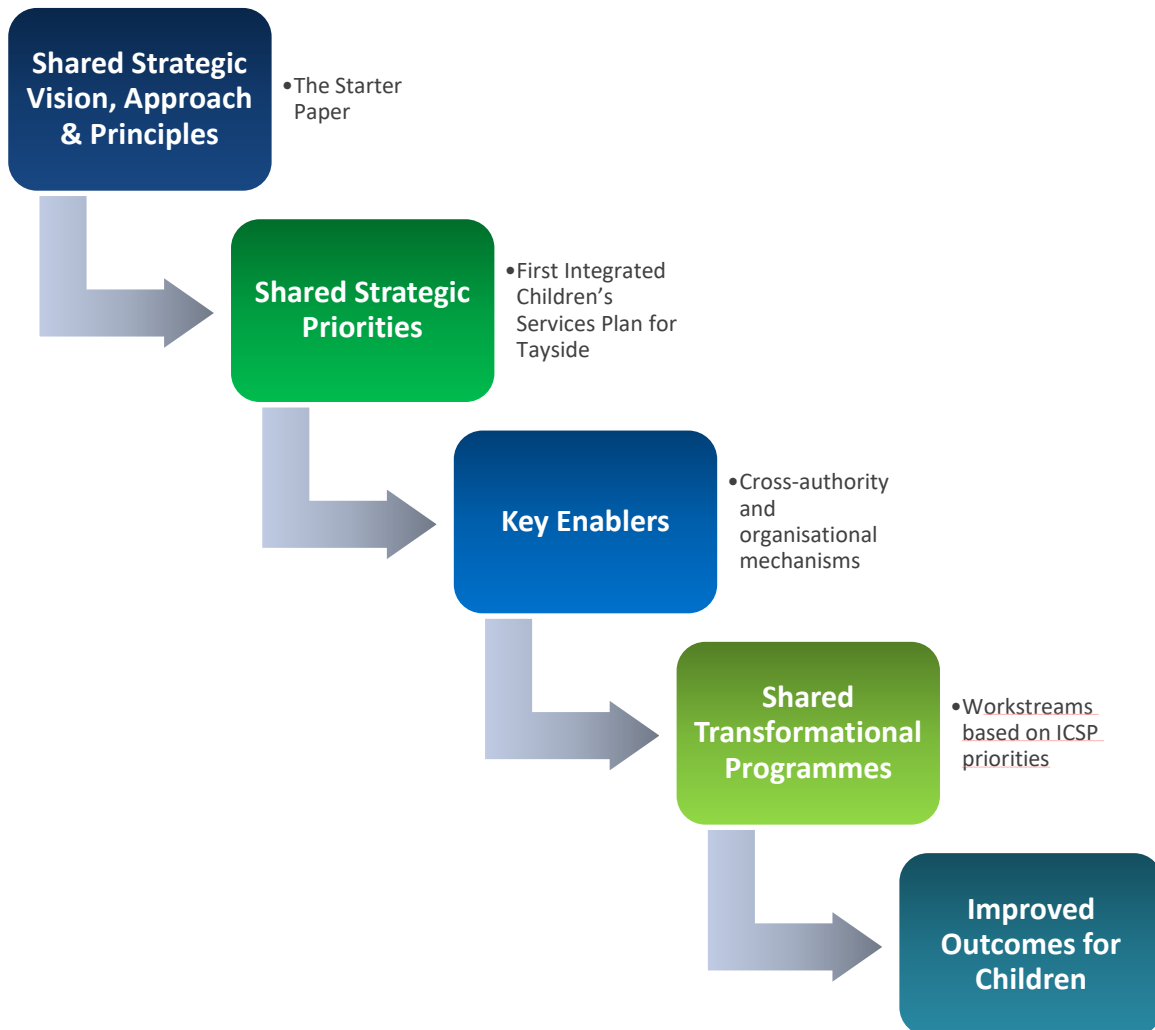 Shared Strategic
Vision, Approach
& Principles
•The Starter
Paper
Shared Strategic
Priorities
•First Integrated
Children’s
Services Plan for
Tayside
Key Enablers
•Cross-authority
and
organisational
mechanisms
Shared
Transformational
Programmes
•Workstreams
based on ICSP
priorities
Improved
Outcomes for
Children